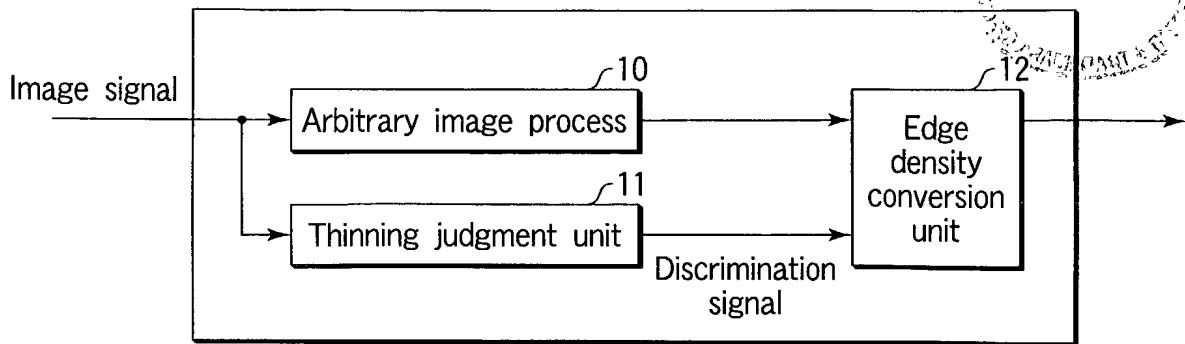 10
12
Image signal
Arbitrary image process
Edge
density
conversion
unit
11
Thinning judgment unit
Discrimination
signal